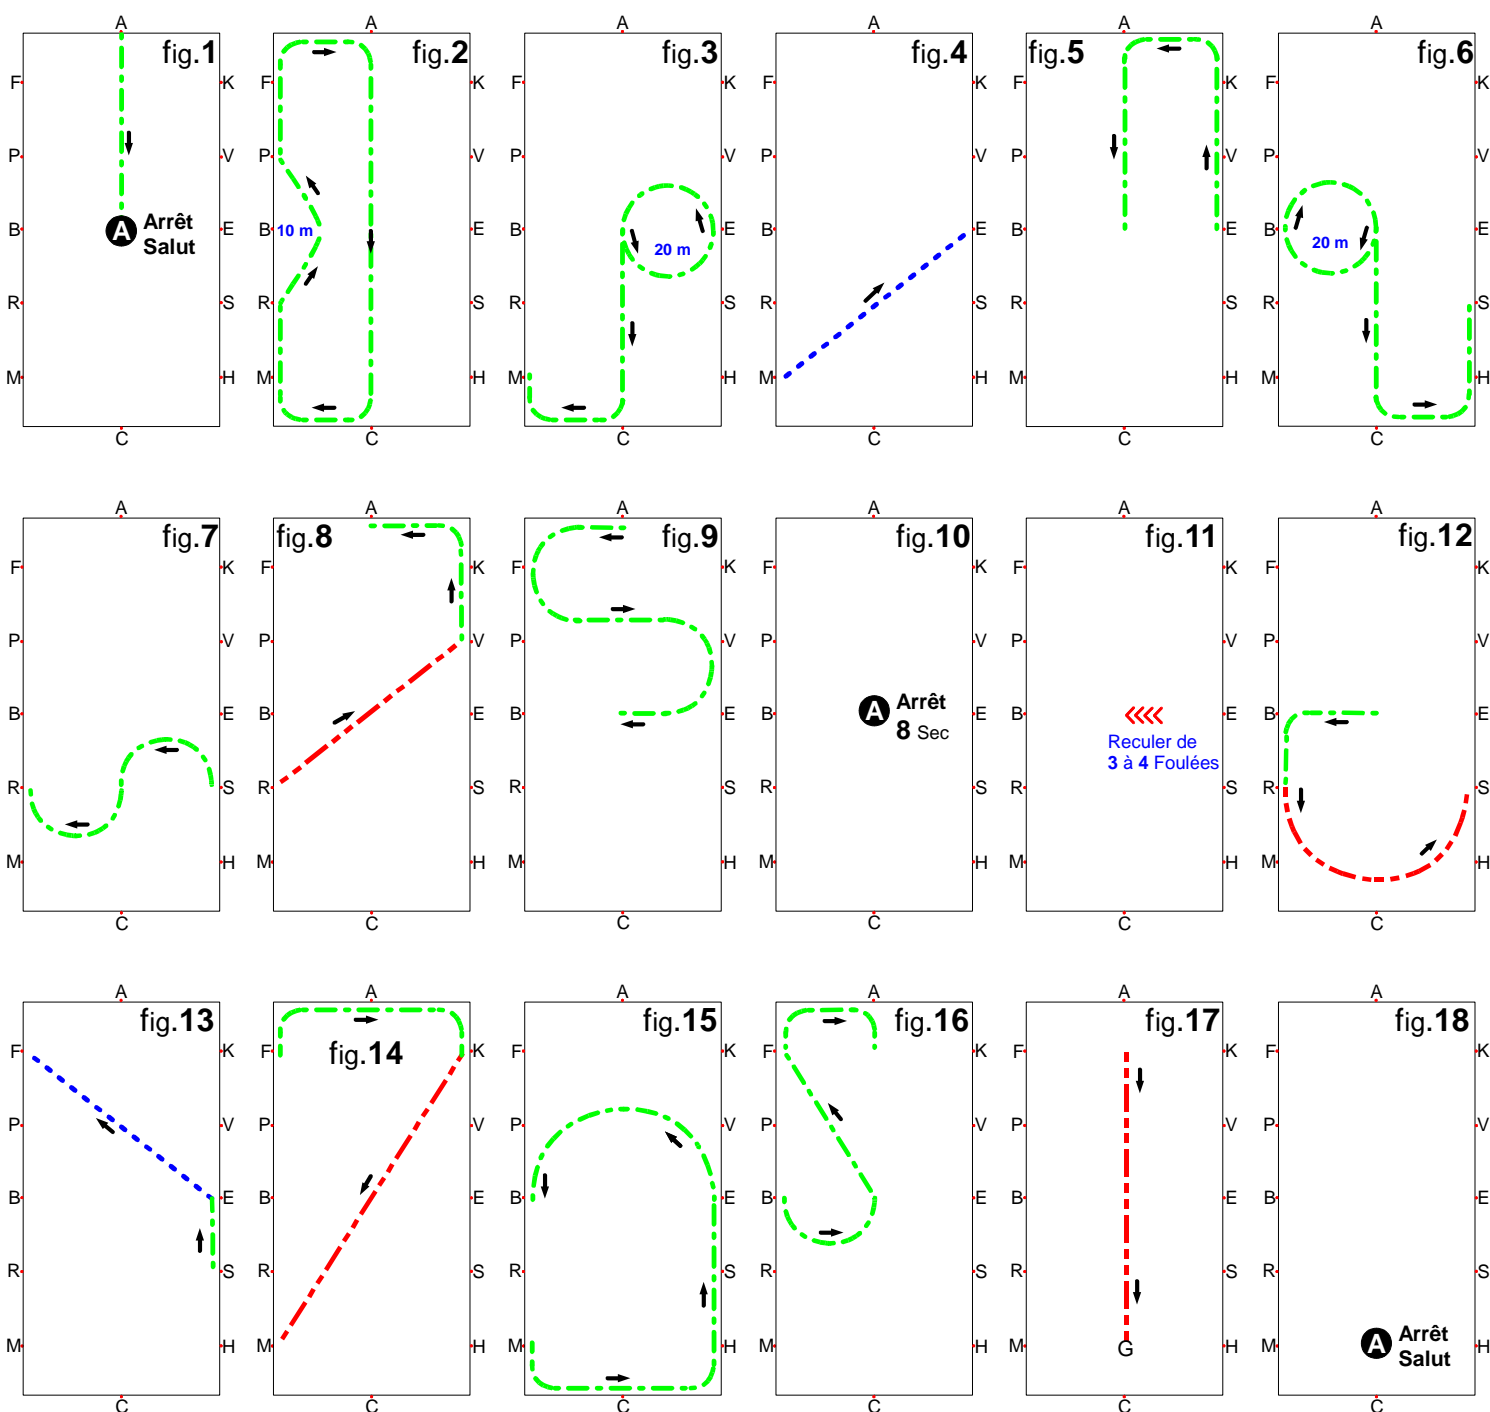 A A A A A A
fig.1 fig.2 fig.3 fig.4 fig.5 fig.6
F K F K F K F K F K F K
P V P V P V P V P V P V
B A Arrêt Salut E B 10 m E B 20 m E B E B E B 20 m E
R S R S R S R S R S R S
M H M H M H M H M H M H
C C C C C C
A A A A A A
fig.7 fig.8 fig.9 fig.10 fig.11 fig.12
F K F K F K F K F K F K
P V P V P V P V P V P V
B E B E B E B A Arrêt 8 Sec E B Reculer de 3 à 4 Foulées E B E
R S R S R S R S R S R S
M H M H M H M H M H M H
C C C C C C
A A A A A A
fig.13 fig.14 fig.15 fig.16 fig.17 fig.18
F K F K F K F K F K F K
P V P V P V P V P V P V
B E B E B E B E B E B E
R S R S R S R S R S R S
M H M H M H M H M G H M A Arrêt Salut H
C C C C C C